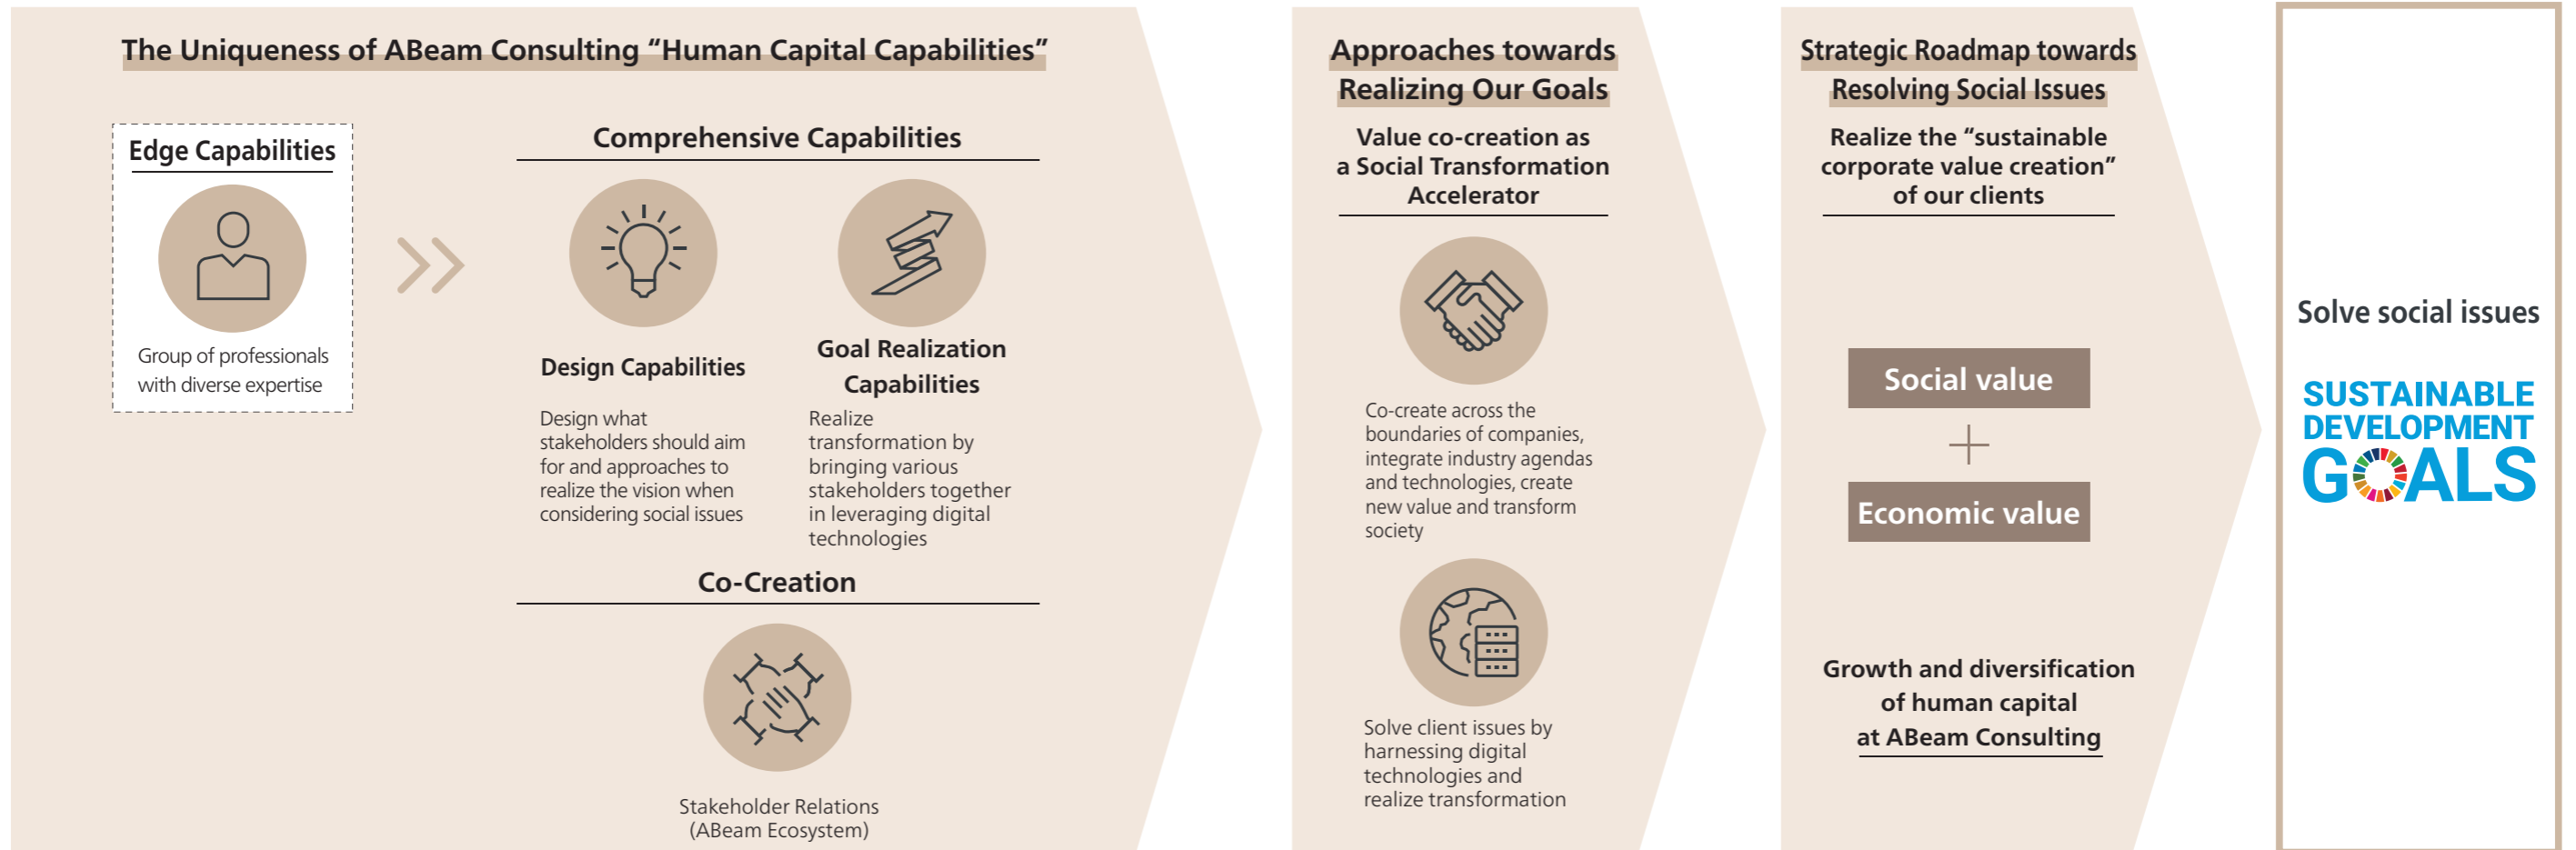 The Uniqueness of ABeam Consulting “Human Capital Capabilities”
Edge Capabilities
Group of professionals
with diverse expertise
Comprehensive Capabilities
Design Capabilities
Design what
stakeholders should aim
for and approaches to
realize the vision when
considering social issues
Goal Realization
Capabilities
Realize
transformation by
bringing various
stakeholders together
in leveraging digital
technologies
Co-Creation
Stakeholder Relations
(ABeam Ecosystem)
Approaches towards
Realizing Our Goals
Value co-creation as
a Social Transformation
Accelerator
Co-create across the
boundaries of companies,
integrate industry agendas
and technologies, create
new value and transform
society
Solve client issues by
harnessing digital
technologies and
realize transformation
Strategic Roadmap towards
Resolving Social Issues
Realize the “sustainable
corporate value creation”
of our clients
Social value
+
Economic value
Growth and diversification
of human capital
at ABeam Consulting
Solve social issues
SUSTAINABLE
DEVELOPMENT
GOALS